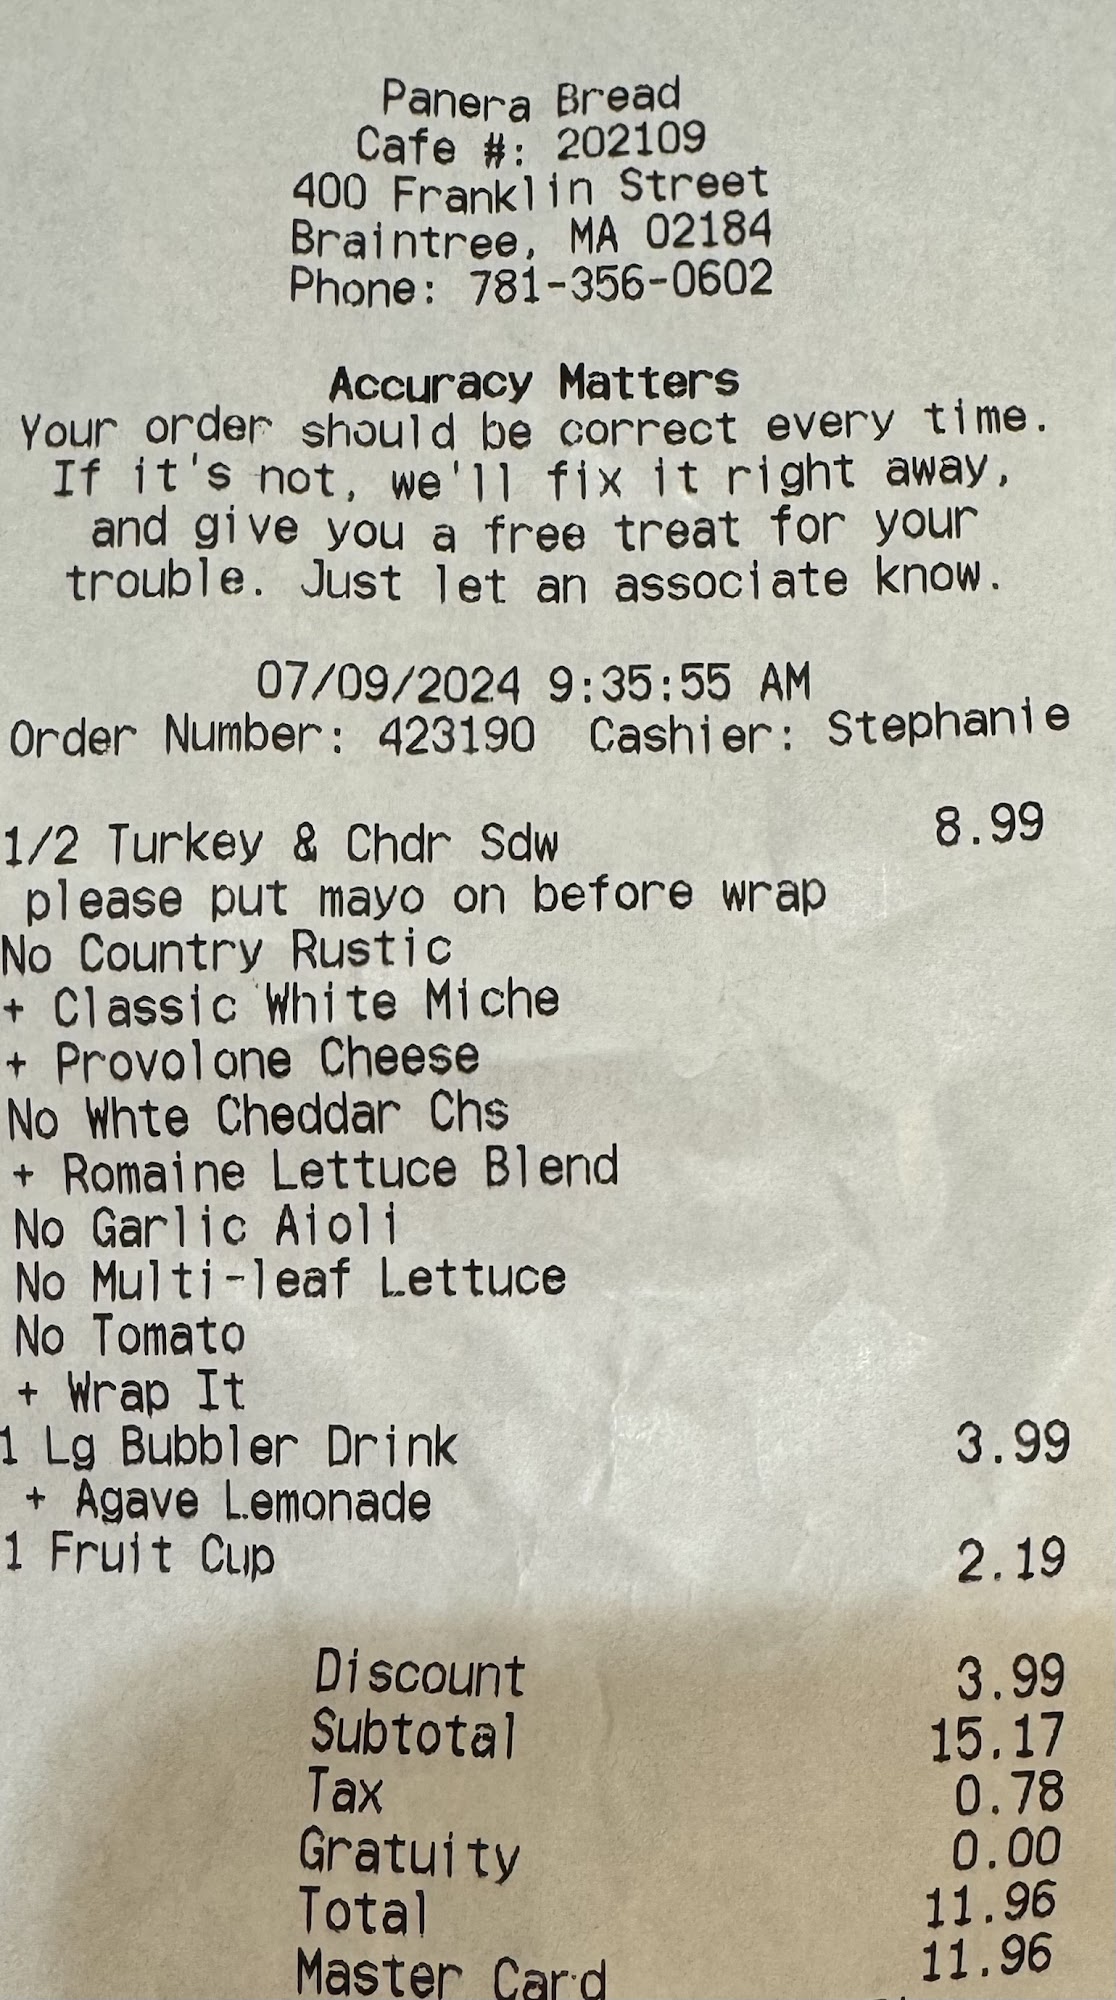 Panera Bread
Cafe #: 202109
400 Franklin Street
Braintree, MA 02184
Phone: 781-356-0602
Accuracy Matters
Your order should be correct every time.
If it's not, we'll fix it right away,
and give you a free treat for your
trouble. Just let an associate know.
07/09/2024 9:35:55 AM
Order Number: 423190 Cashier: Stephanie
1/2 Turkey & Chdr Sdw 8.99
please put mayo on before wrap
No Country Rustic
+ Classic White Miche
+ Provolone Cheese
No Whte Cheddar Chs
+ Romaine Lettuce Blend
No Garlic Aioli
No Multi-leaf Lettuce
No Tomato
+ Wrap It
1 Lg Bubbler Drink 3.99
+ Agave Lemonade
1 Fruit Cup 2.19
Discount 3.99
Subtotal 15.17
Tax 0.78
Gratuity 0.00
Total 11.96
Master Card 11.96